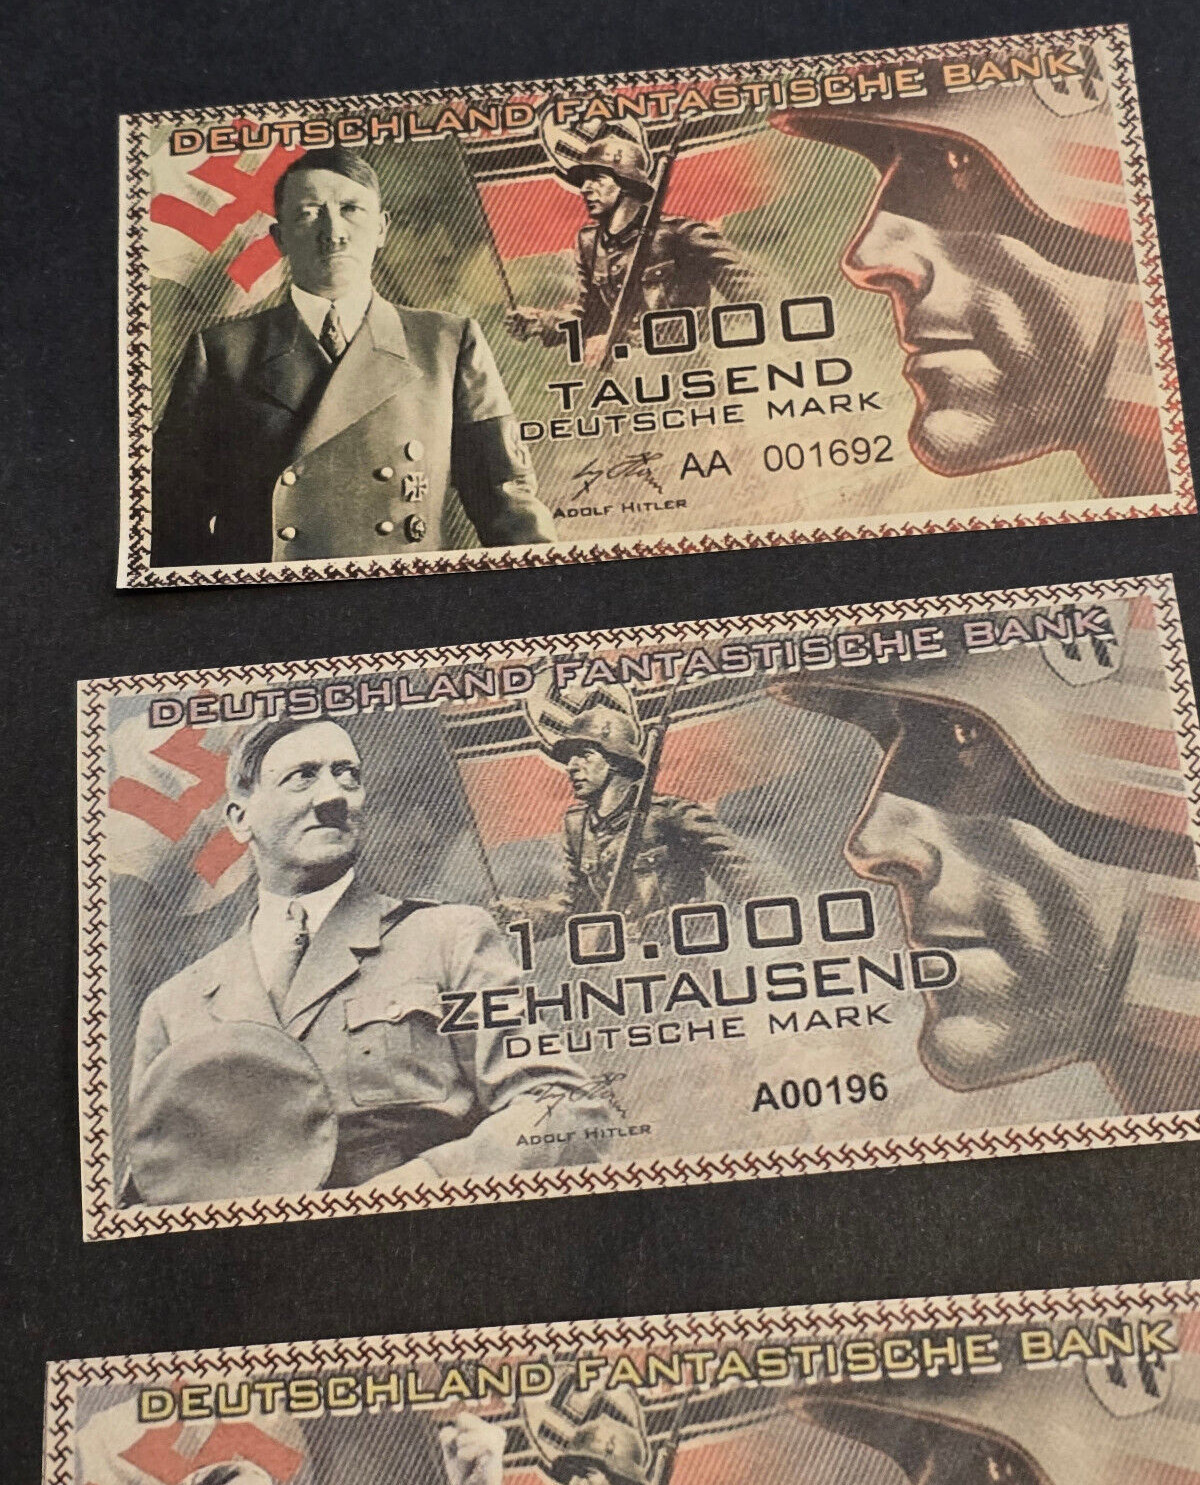 DEUTSCHLAND FANTASTISCHE BANK
1.000
TAUSEND
DEUTSCHE MARK
AA 001692
ADOLF HITLER
DEUTSCHLAND FANTASTISCHE BANK
10.000
ZEHNTAUSEND
DEUTSCHE MARK
A00196
ADOLF HITLER
DEUTSCHLAND FANTASTISCHE BANK